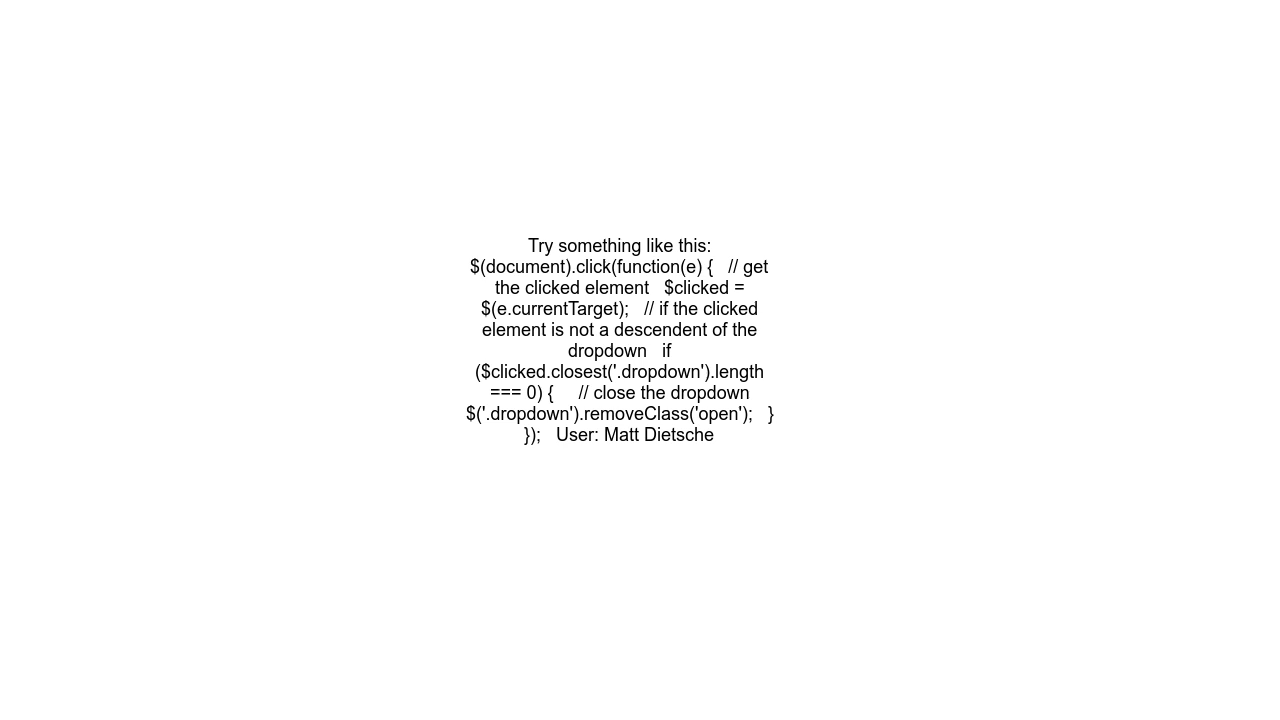 Try something like this:
$(document).click(function(e) {   // get
the clicked element   $clicked =
$(e.currentTarget);   // if the clicked
element is not a descendent of the
dropdown   if
($clicked.closest('.dropdown').length
=== 0) {     // close the dropdown
$('.dropdown').removeClass('open');   }
});   User: Matt Dietsche